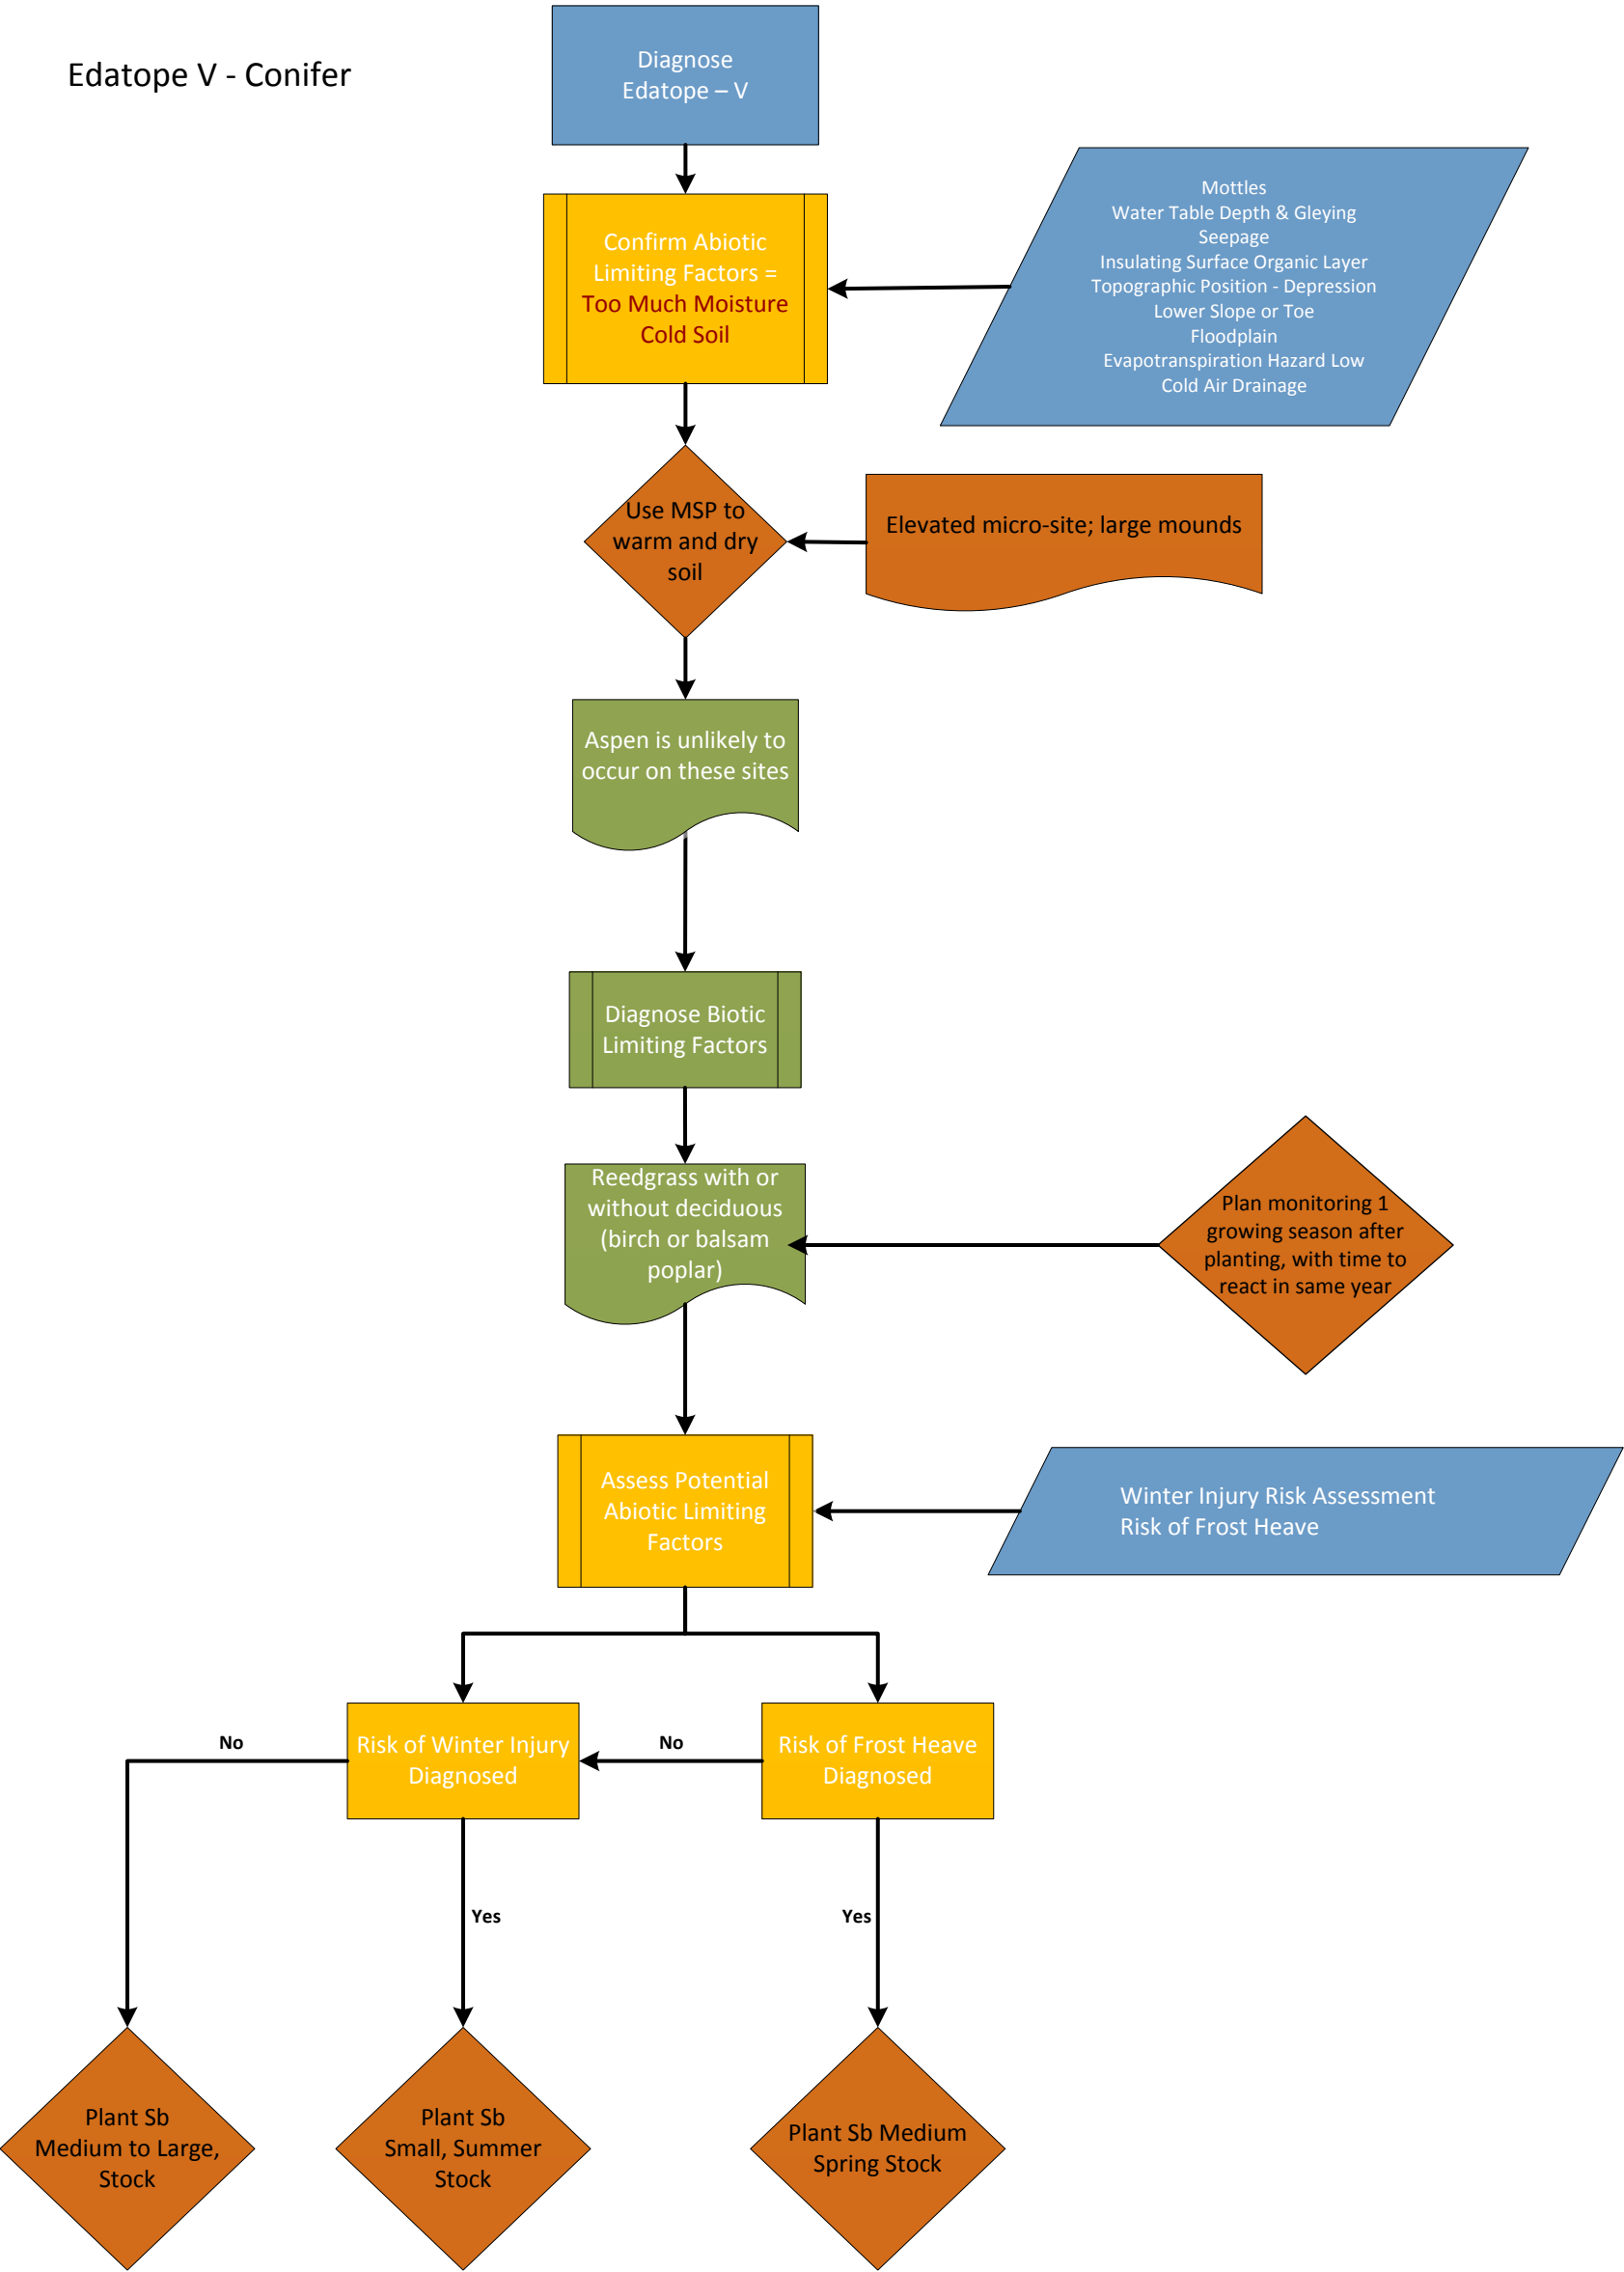 Edatope V - Conifer
Diagnose
Edatope – V
Mottles
Water Table Depth & Gleying
Seepage
Insulating Surface Organic Layer
Topographic Position - Depression
Lower Slope or Toe
Floodplain
Evapotranspiration Hazard Low
Cold Air Drainage
Confirm Abiotic
Limiting Factors =
Too Much Moisture
Cold Soil
Use MSP to
warm and dry
soil
Elevated micro-site; large mounds
Aspen is unlikely to
occur on these sites
Diagnose Biotic
Limiting Factors
Reedgrass with or
without deciduous
(birch or balsam
poplar)
Plan monitoring 1
growing season after
planting, with time to
react in same year
Assess Potential
Abiotic Limiting
Factors
Winter Injury Risk Assessment
Risk of Frost Heave
No
Risk of Winter Injury
Diagnosed
No
Risk of Frost Heave
Diagnosed
Yes
Yes
Plant Sb
Medium to Large,
Stock
Plant Sb
Small, Summer
Stock
Plant Sb Medium
Spring Stock